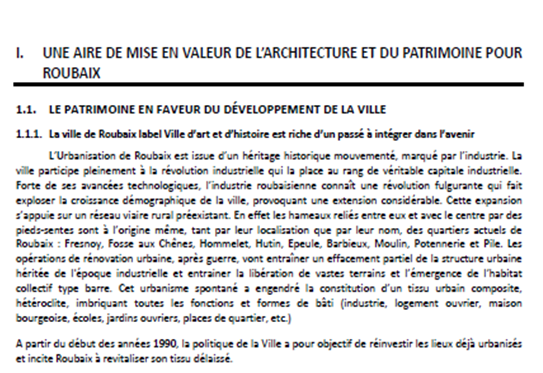 I. UNE AIRE DE MISE EN VALEUR DE L'ARCHITECTURE ET DU PATRIMOINE POUR
ROUBAIX
1.1. LE PATRIMOINE EN FAVEUR DU DÉVELOPPEMENT DE LA VILLE
1.1.1. La ville de Roubaix label Ville d'art et d'histoire est riche d'un passé à intégrer dans l'avenir
L'Urbanisation de Roubaix est issue d'un héritage historique mouvementé, marqué par l'industrie. La
ville participe pleinement à la révolution industrielle qui la place au rang de véritable capitale industrielle.
Forte de ses avancées technologiques, l'industrie roubaisienne connaît une révolution fulgurante qui fait
exploser la croissance démographique de la ville, provoquant une extension considérable. Cette expansion
s'appuie sur un réseau viaire rural préexistant. En effet les hameaux reliés entre eux et avec le centre par des
pieds-sentes sont à l'origine même, tant par leur localisation que par leur nom, des quartiers actuels de
Roubaix : Fresnoy, Fosse aux Chênes, Hommelet, Hutin, Epeule, Barbieux, Moulin, Potennerie et Pile. Les
opérations de rénovation urbaine, après guerre, vont entraîner un effacement partiel de la structure urbaine
héritée de l'époque industrielle et entrainer la libération de vastes terrains et l'émergence de l'habitat
collectif type barre. Cet urbanisme spontané a engendré la constitution d'un tissu urbain composite,
hétéroclite, imbriquant toutes les fonctions et formes de bâti (industrie, logement ouvrier, maison
bourgeoise, écoles, jardins ouvriers, places de quartier, etc.)
A partir du début des années 1990, la politique de la Ville a pour objectif de réinvestir les lieux déjà urbanisés
et incite Roubaix à revitaliser son tissu délaissé.